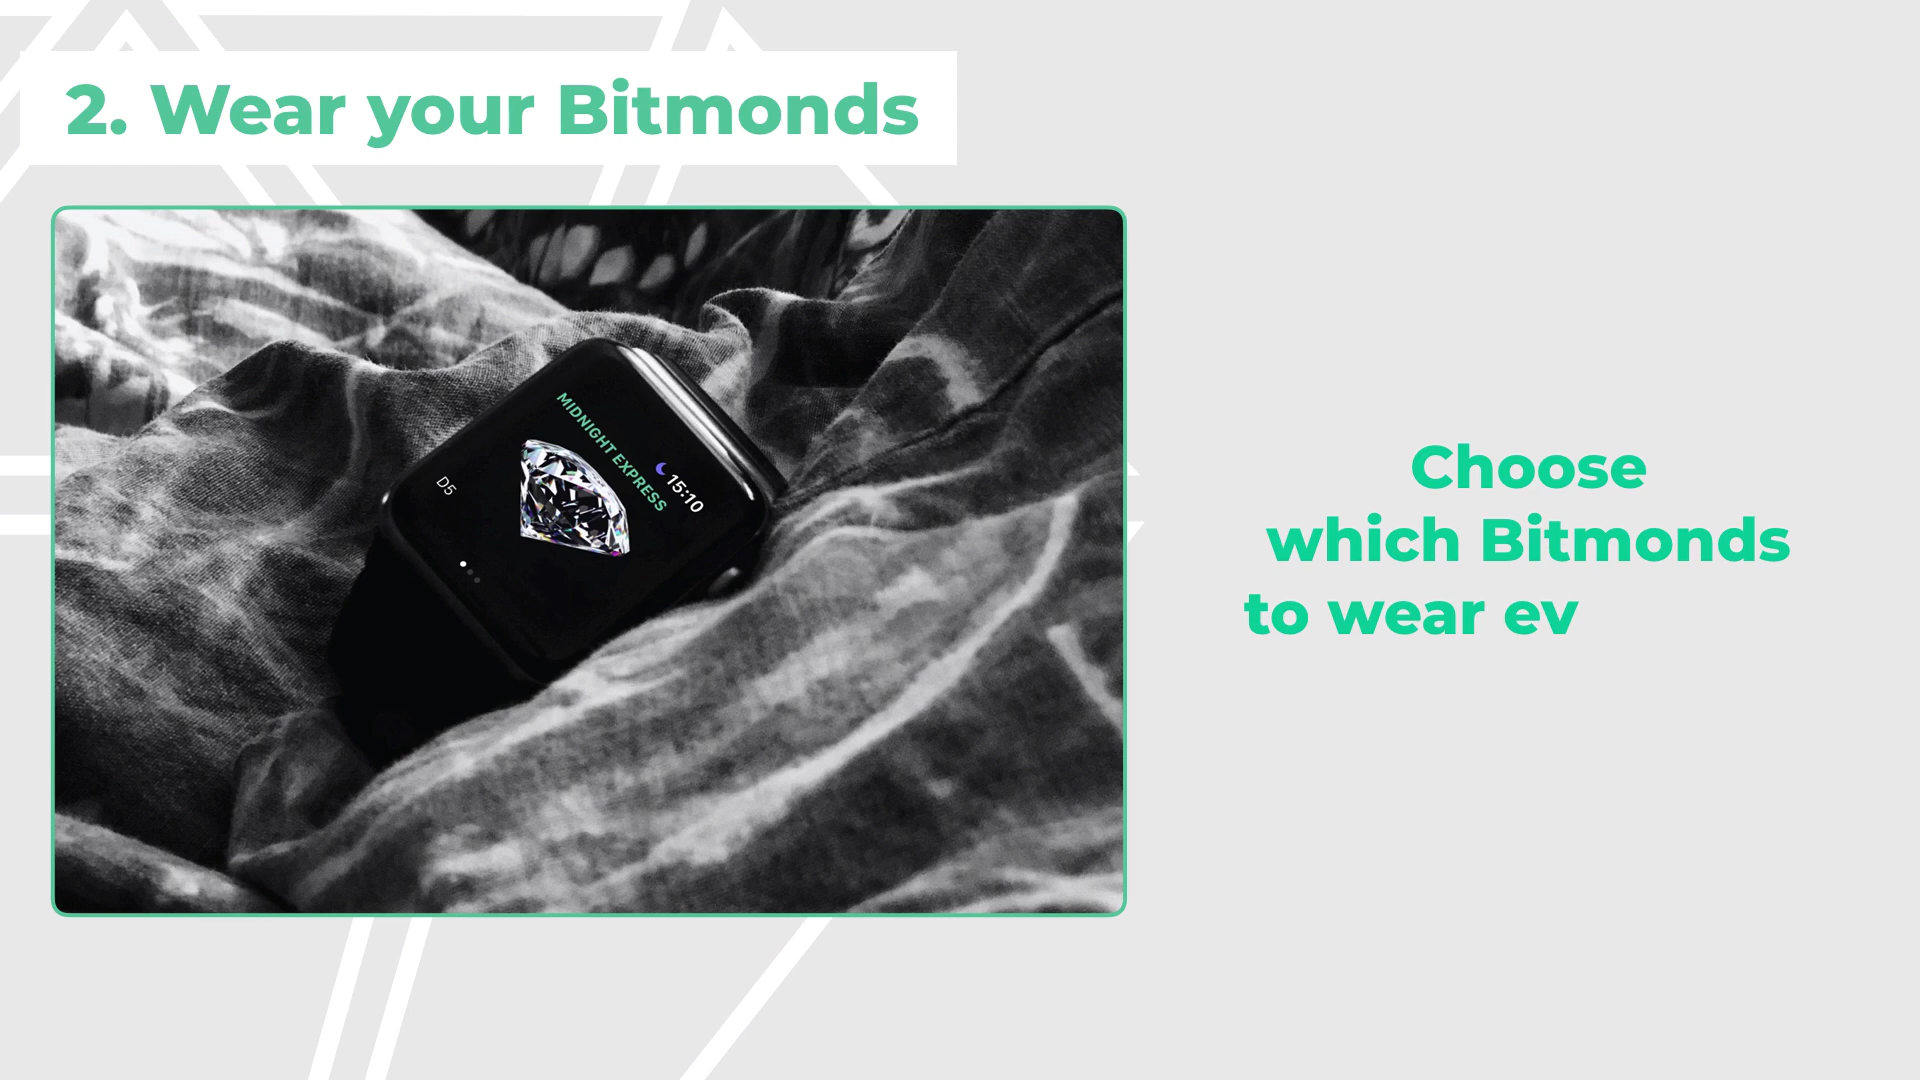 2. Wear your Bitmonds
MIDNIGHT EXPRESS
15:10
D5
Choose
which Bitmonds
to wear ev